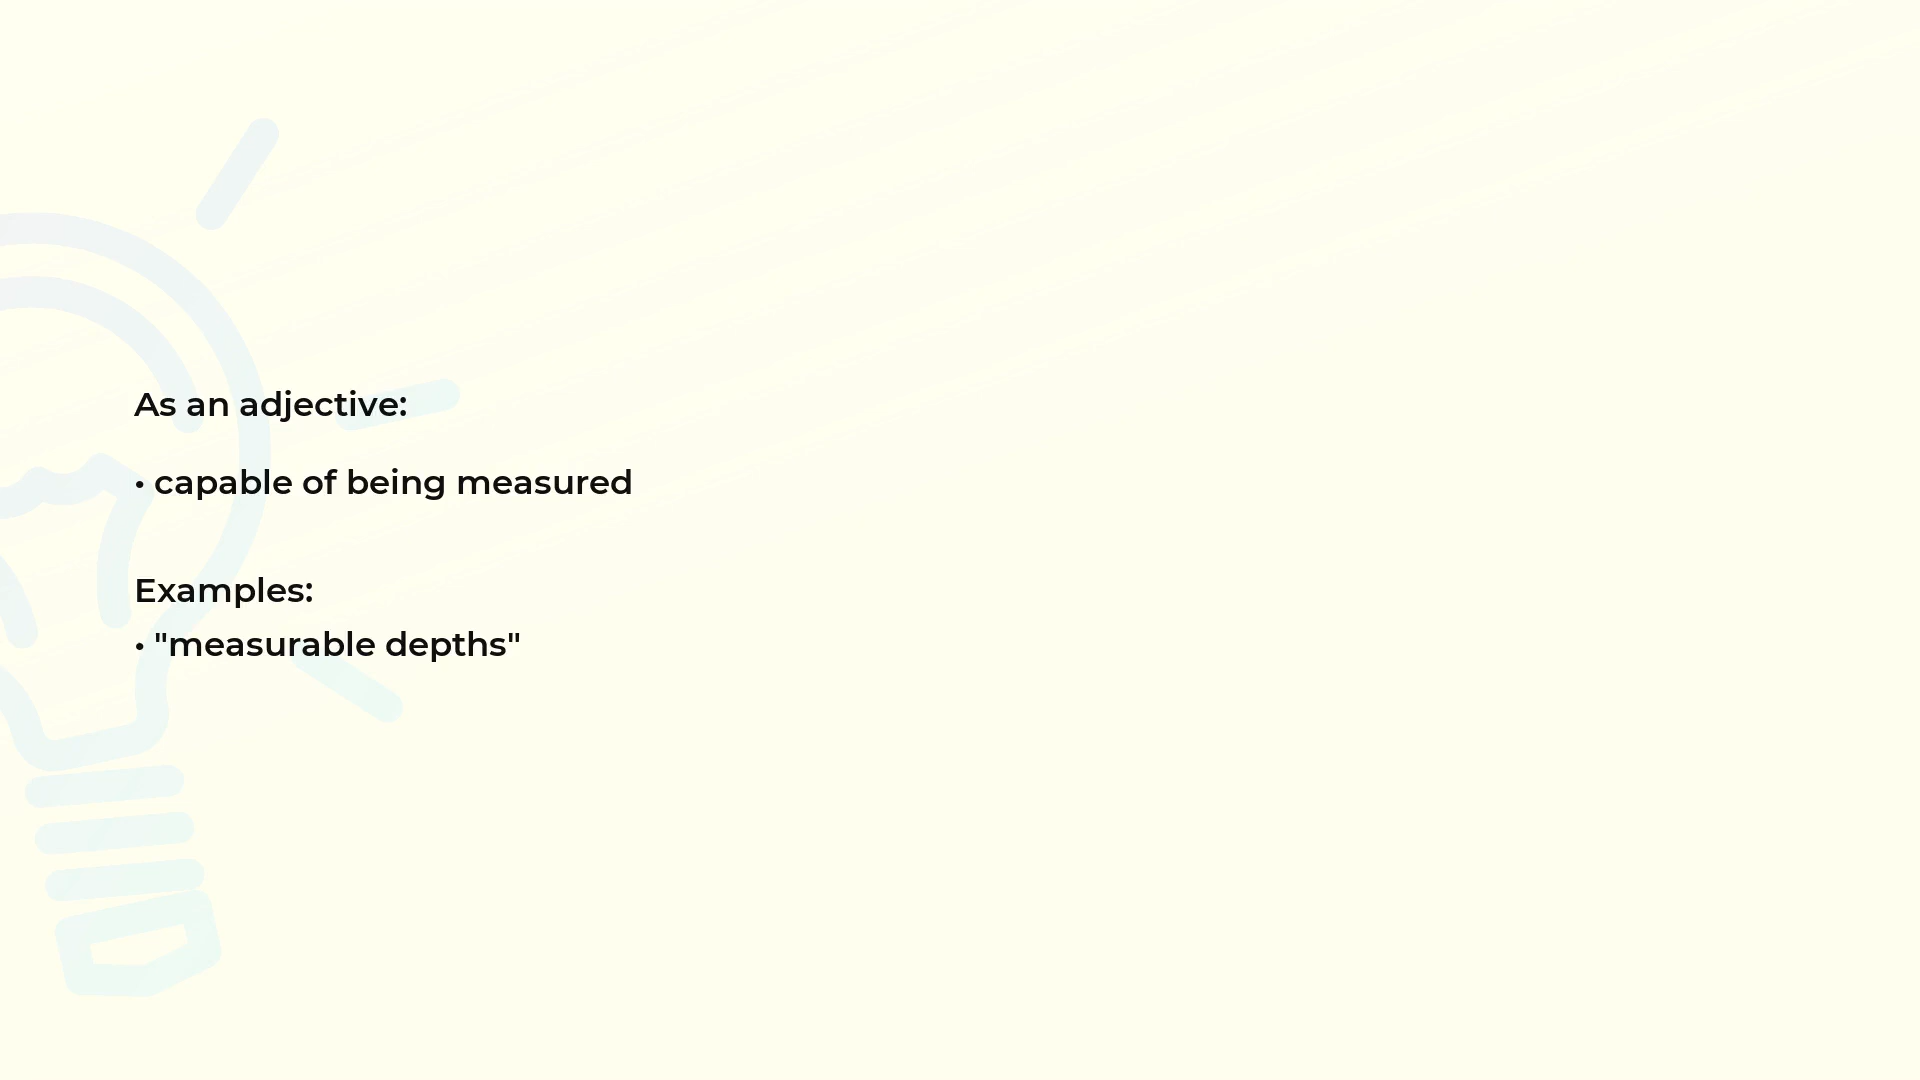 As an adjective:
• capable of being measured
Examples:
• "measurable depths"